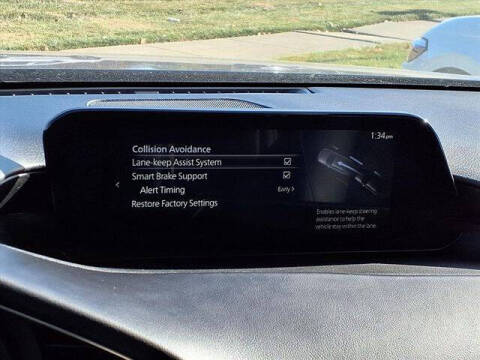 1:34pm
Collision Avoidance
Lane-keep Assist System
Smart Brake Support
Alert Timing Early
Restore Factory Settings
Enables lane-keep steering
assistance to help the
vehicle stay within the lane.